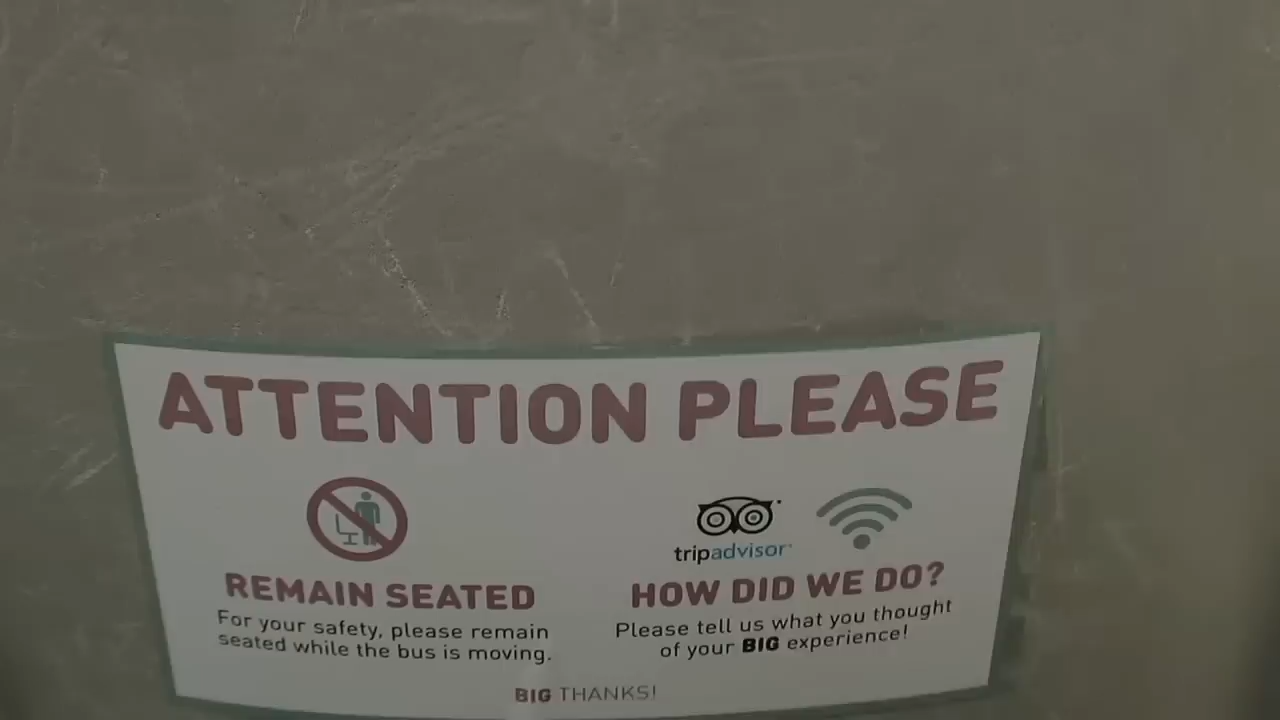 ATTENTION PLEASE
REMAIN SEATED
For your safety, please remain
seated while the bus is moving.
tripadvisor
HOW DID WE DO?
Please tell us what you thought
of your BIG experience!
BIG THANKS!